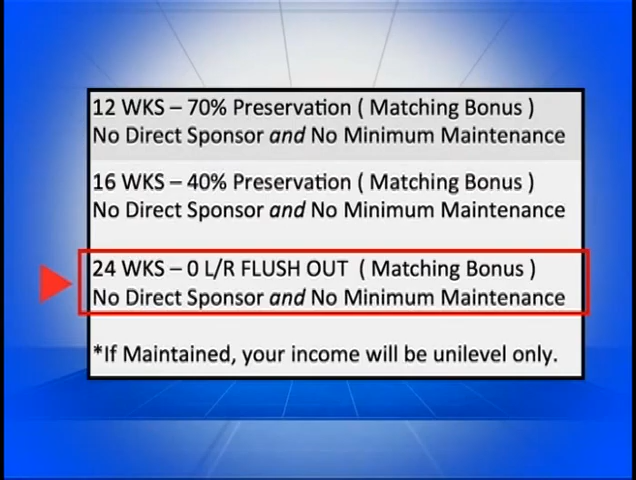 12 WKS – 70% Preservation ( Matching Bonus )
No Direct Sponsor and No Minimum Maintenance
16 WKS – 40% Preservation ( Matching Bonus )
No Direct Sponsor and No Minimum Maintenance
24 WKS – 0 L/R FLUSH OUT ( Matching Bonus )
No Direct Sponsor and No Minimum Maintenance
*If Maintained, your income will be unilevel only.